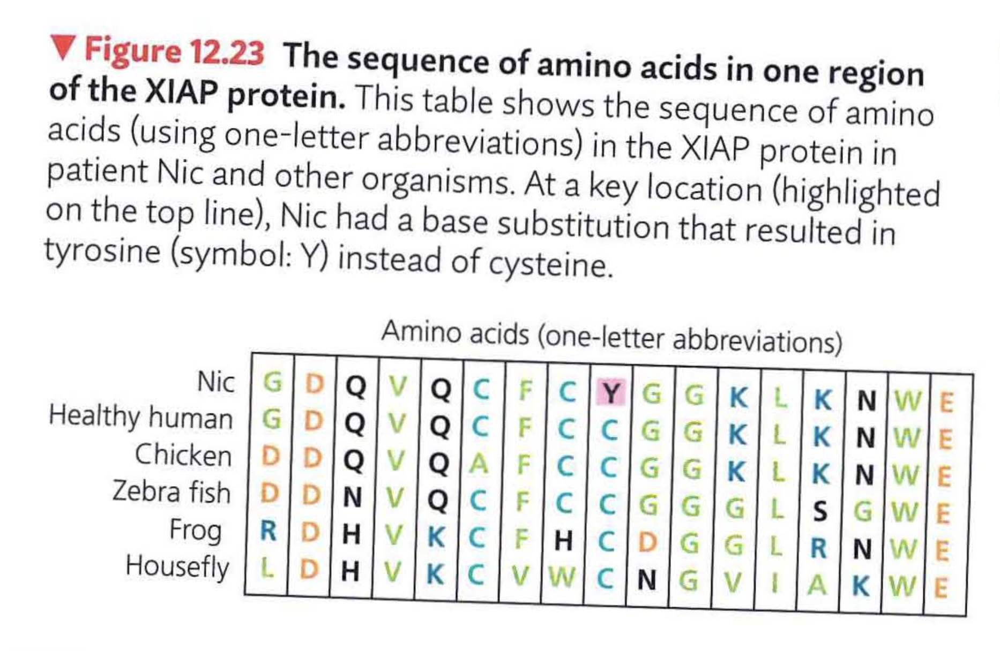 ▼ Figure 12.23 The sequence of amino acids in one region
of the XIAP protein. This table shows the sequence of amino
acids (using one-letter abbreviations) in the XIAP protein in
patient Nic and other organisms. At a key location (highlighted
on the top line), Nic had a base substitution that resulted in
tyrosine (symbol: Y) instead of cysteine.
Amino acids (one-letter abbreviations)
Nic G D Q V Q C F C Y G G K L K N W E
Healthy human G D Q V Q C F C C G G K L K N W E
Chicken D D Q V Q A F C C G G K L K N W E
Zebra fish D D N V Q C F C C G G G L S G W E
Frog R D H V K C F H C D G G L R N W E
Housefly L D H V K C V W C N G V I A K W E